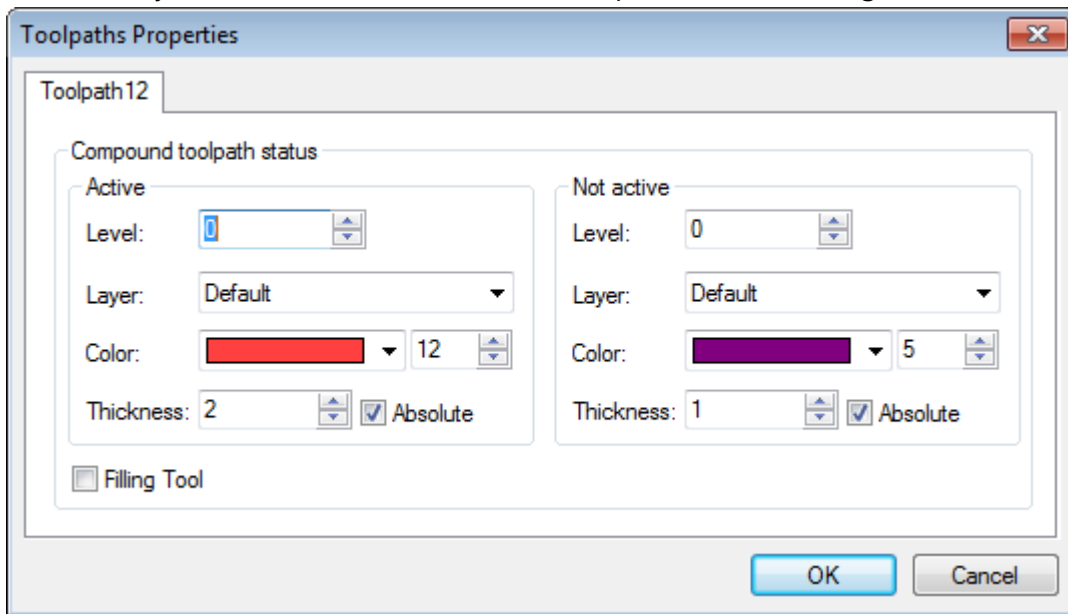 Toolpaths Properties
Toolpath12
Compound toolpath status
Active
Level: 0
Layer: Default
Color: 12
Thickness: 2 Absolute
Not active
Level: 0
Layer: Default
Color: 5
Thickness: 1 Absolute
Filling Tool
OK Cancel